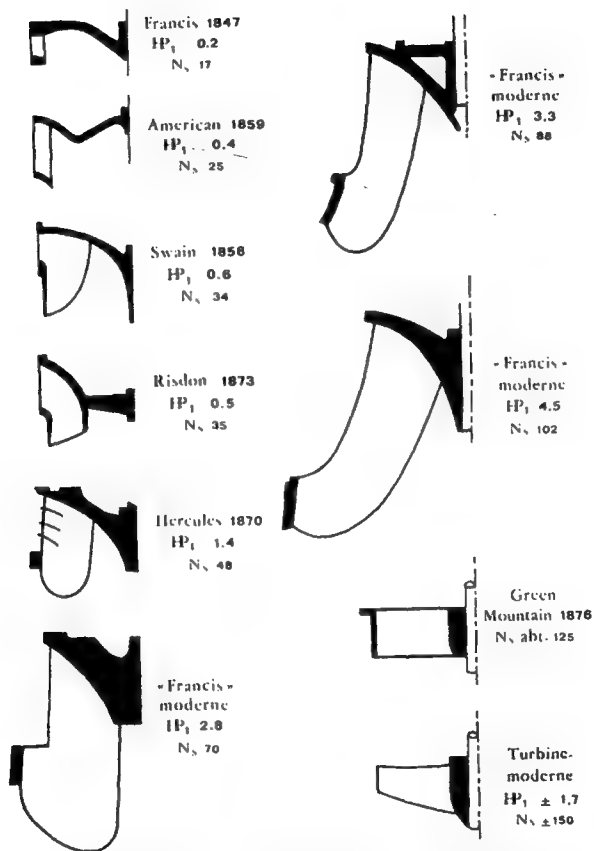 Francis 1847
HP₁ 0.2
Nₛ 17
American 1859
HP₁ .. 0.4
Nₛ 25
Swain 1856
HP₁ 0.6
Nₛ 34
Risdon 1873
HP₁ 0.5
Nₛ 35
Hercules 1870
HP₁ 1.4
Nₛ 48
«Francis»
moderne
HP₁ 2.8
Nₛ 70
«Francis»
moderne
HP₁ 3.3
Nₛ 88
«Francis»
moderne
HP₁ 4.5
Nₛ 102
Green
Mountain 1876
Nₛ abt. 125
Turbine-
moderne
HP₁ ± 1,7
Nₛ ±150